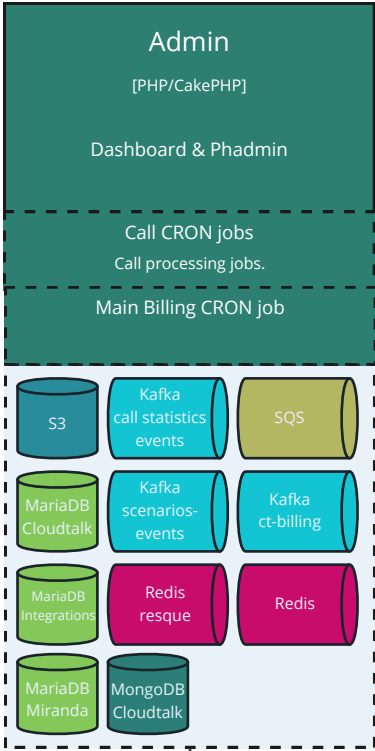 Admin
[PHP/CakePHP]
Dashboard & Phadmin
Call CRON jobs
Call processing jobs.
Main Billing CRON job
S3
Kafka
call statistics
events
SQS
MariaDB
Cloudtalk
Kafka
scenarios-
events
Kafka
ct-billing
MariaDB
Integrations
Redis
resque
Redis
MariaDB
Miranda
MongoDB
Cloudtalk